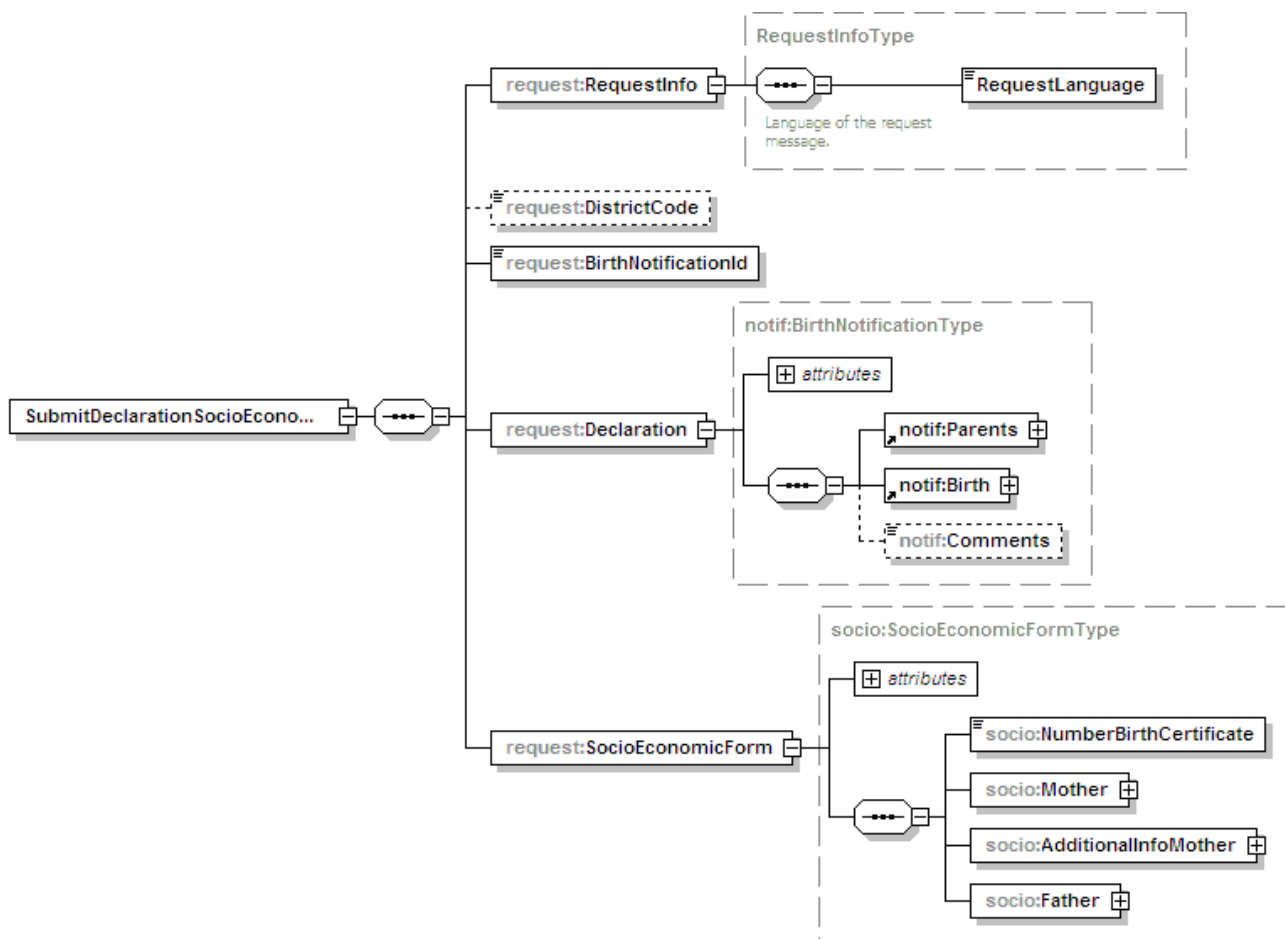 RequestInfoType
request:RequestInfo
RequestLanguage
Language of the request
message.
request:DistrictCode
request:BirthNotificationId
notif:BirthNotificationType
attributes
SubmitDeclarationSocioEcono...
request:Declaration
notif:Parents
notif:Birth
notif:Comments
socio:SocioEconomicFormType
attributes
request:SocioEconomicForm
socio:NumberBirthCertificate
socio:Mother
socio:AdditionalInfoMother
socio:Father